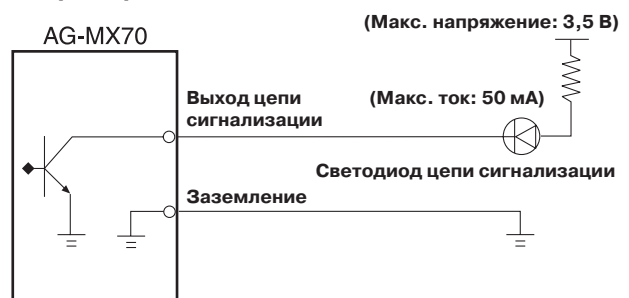 (Макс. напряжение: 3,5 В)
AG-MX70
Выход цепи
сигнализации
(Макс. ток: 50 мА)
Светодиод цепи сигнализации
Заземление